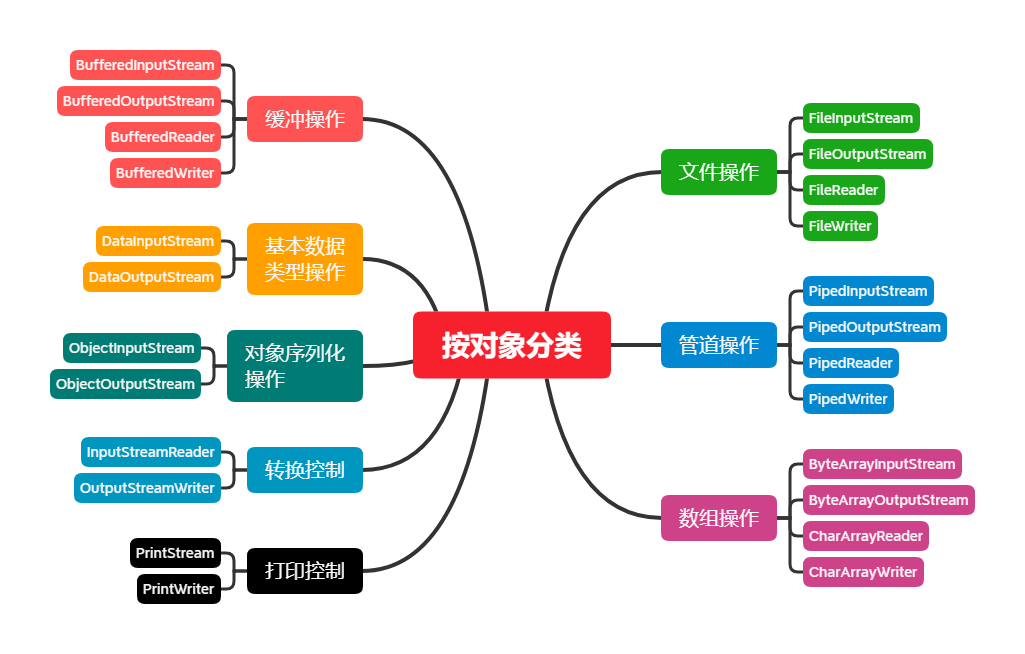 按对象分类
文件操作
FileInputStream
FileOutputStream
FileReader
FileWriter
管道操作
PipedInputStream
PipedOutputStream
PipedReader
PipedWriter
数组操作
ByteArrayInputStream
ByteArrayOutputStream
CharArrayReader
CharArrayWriter
缓冲操作
BufferedInputStream
BufferedOutputStream
BufferedReader
BufferedWriter
基本数据
类型操作
DataInputStream
DataOutputStream
对象序列化
操作
ObjectInputStream
ObjectOutputStream
转换控制
InputStreamReader
OutputStreamWriter
打印控制
PrintStream
PrintWriter